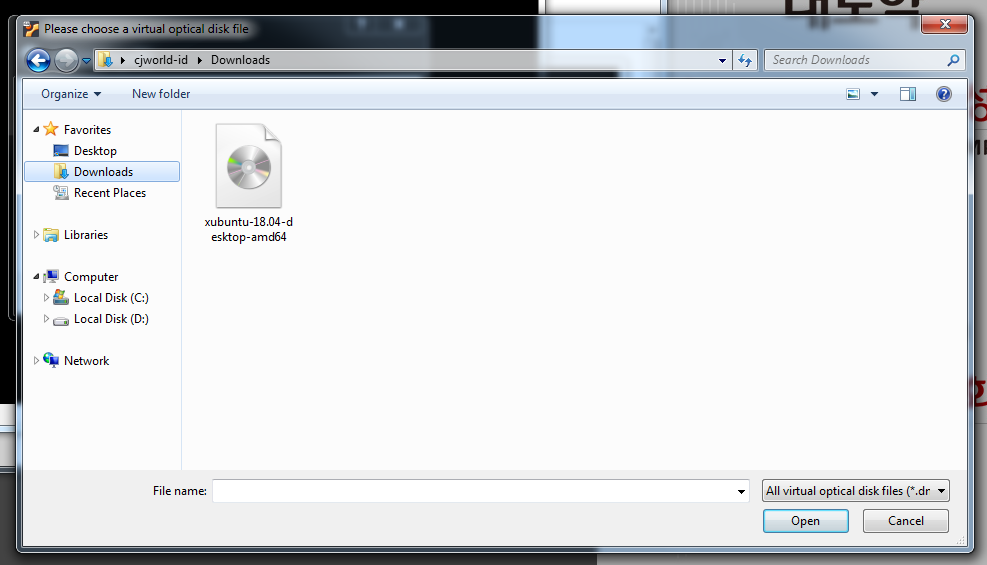 Please choose a virtual optical disk file
cjworld-id Downloads
Search Downloads
Organize New folder
Favorites
Desktop
Downloads
Recent Places
Libraries
Computer
Local Disk (C:)
Local Disk (D:)
Network
xubuntu-18.04-d
esktop-amd64
File name:
All virtual optical disk files (*.dr
Open Cancel